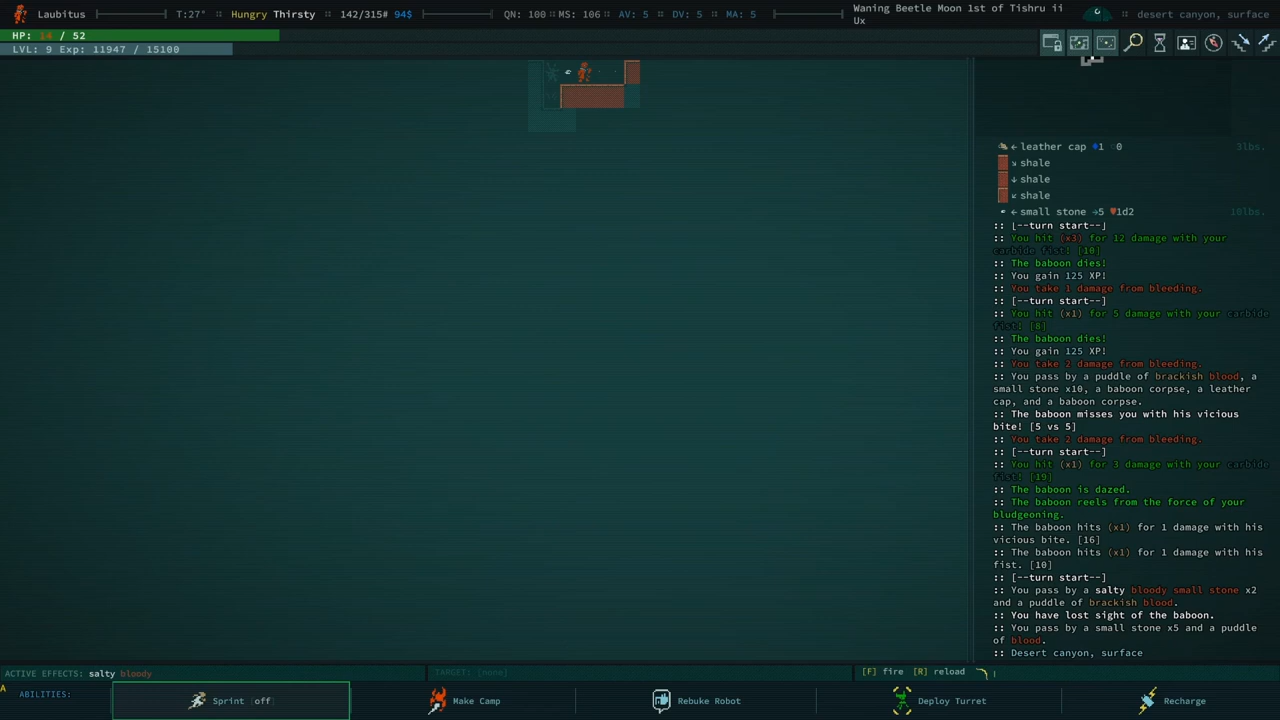 Laubitus T:27° :: Hungry Thirsty :: 142/315# 94$ QN: 100 :: MS: 106 :: AV: 5 :: DV: 5 :: MA: 5 Waning Beetle Moon 1st of Tishru ii :: desert canyon, surface
Ux
HP: 14 / 52
LVL: 9 Exp: 11947 / 15100
← leather cap ♦1 ○0 3lbs.
↘ shale
↓ shale
↙ shale
← small stone →5 ♥1d2 10lbs.
:: [--turn start--]
:: You hit (x3) for 12 damage with your
carbide fist! [10]
:: The baboon dies!
:: You gain 125 XP!
:: You take 1 damage from bleeding.
:: [--turn start--]
:: You hit (x1) for 5 damage with your carbide
fist! [8]
:: The baboon dies!
:: You gain 125 XP!
:: You take 2 damage from bleeding.
:: You pass by a puddle of brackish blood, a
small stone x10, a baboon corpse, a leather
cap, and a baboon corpse.
:: The baboon misses you with his vicious
bite! [5 vs 5]
:: You take 2 damage from bleeding.
:: [--turn start--]
:: You hit (x1) for 3 damage with your carbide
fist! [19]
:: The baboon is dazed.
:: The baboon reels from the force of your
bludgeoning.
:: The baboon hits (x1) for 1 damage with his
vicious bite. [16]
:: The baboon hits (x1) for 1 damage with his
fist. [10]
:: [--turn start--]
:: You pass by a salty bloody small stone x2
and a puddle of brackish blood.
:: You have lost sight of the baboon.
:: You pass by a small stone x5 and a puddle
of blood.
:: Desert canyon, surface
ACTIVE EFFECTS: salty bloody TARGET: [none] [F] fire [R] reload
A ABILITIES: Sprint [off] Make Camp Rebuke Robot Deploy Turret Recharge